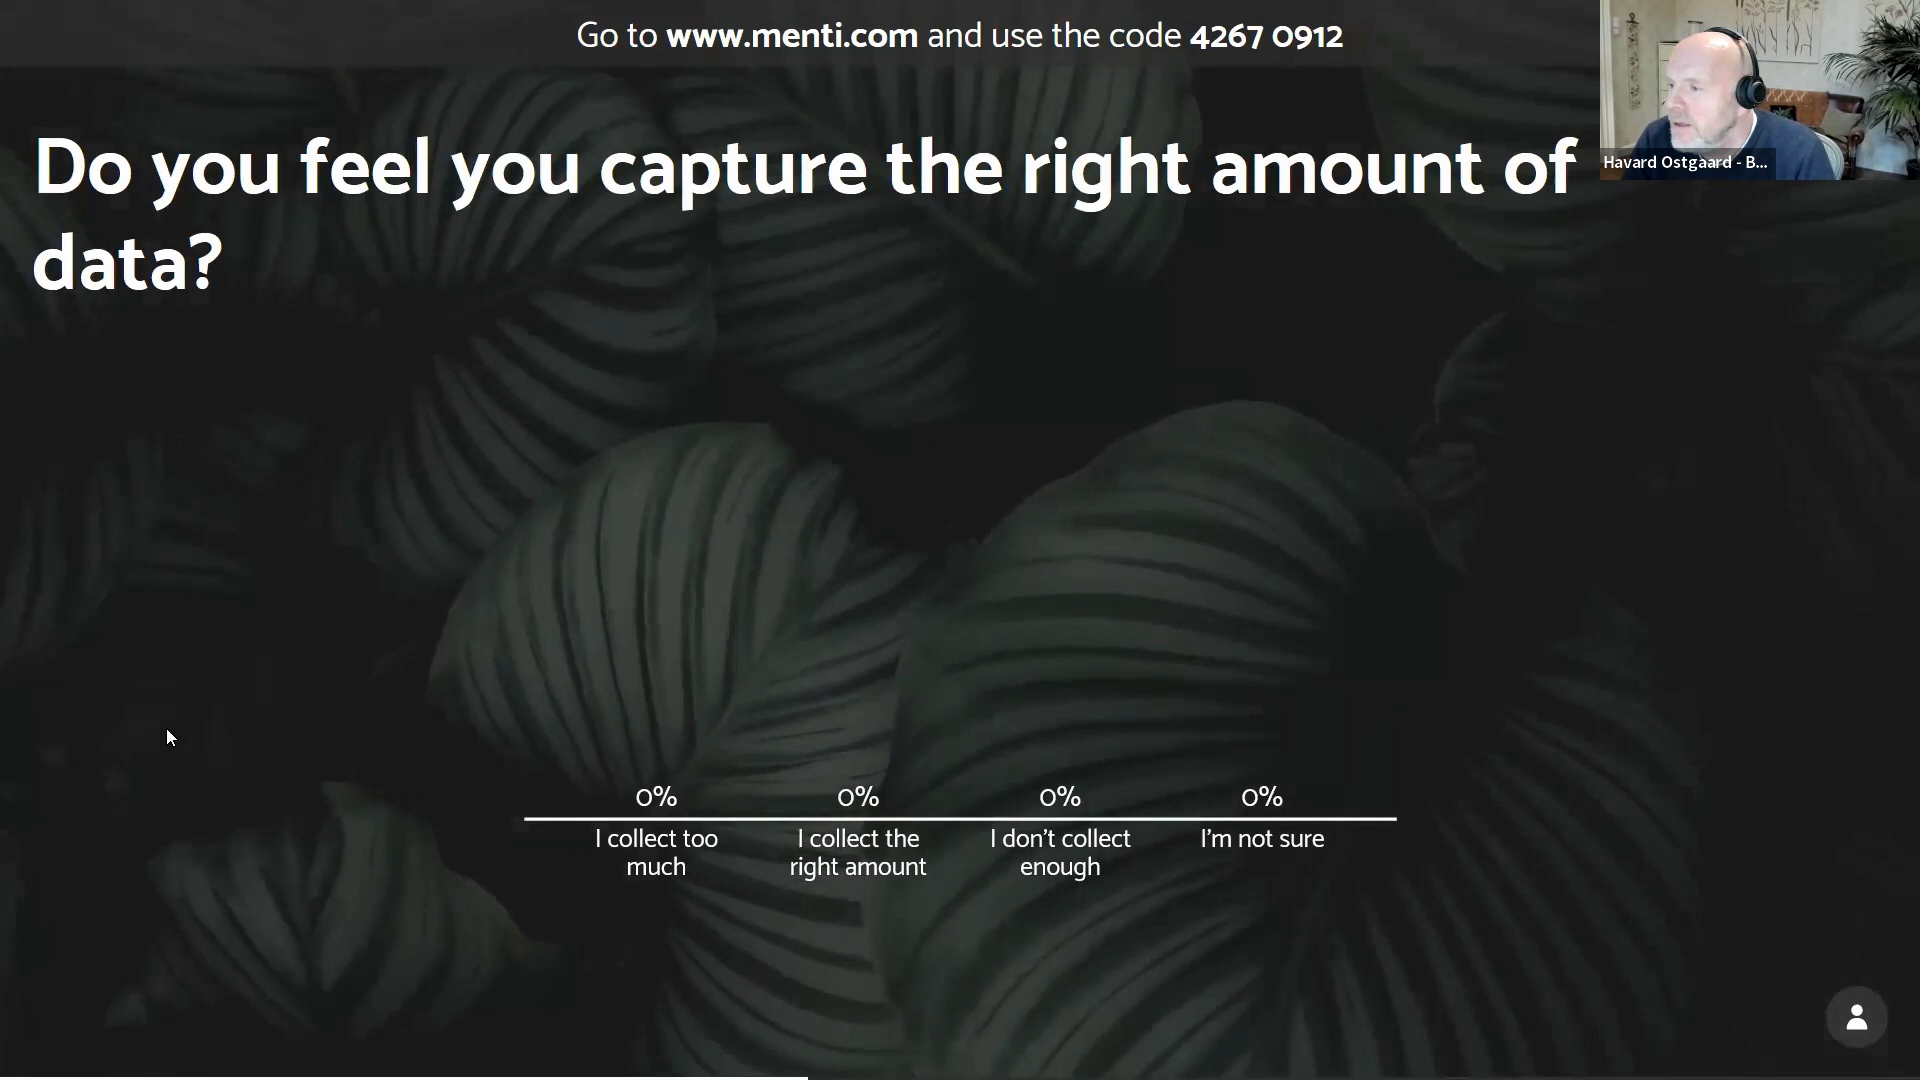 Go to www.menti.com and use the code 4267 0912
Havard Ostgaard - B...
Do you feel you capture the right amount of
data?
0% 0% 0% 0%
I collect too
much
I collect the
right amount
I don't collect
enough
I'm not sure